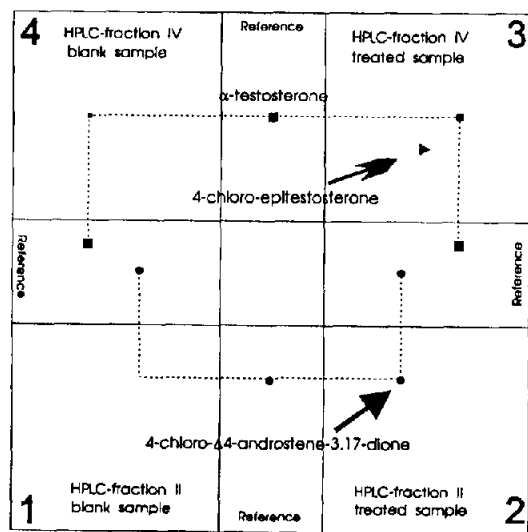 4
HPLC-fraction IV
blank sample
Reference
HPLC-fraction IV
treated sample
3
α-testosterone
4-chloro-epitestosterone
Reference
Reference
4-chloro-Δ4-androstene-3.17-dione
1
HPLC-fraction II
blank sample
Reference
HPLC-fraction II
treated sample
2